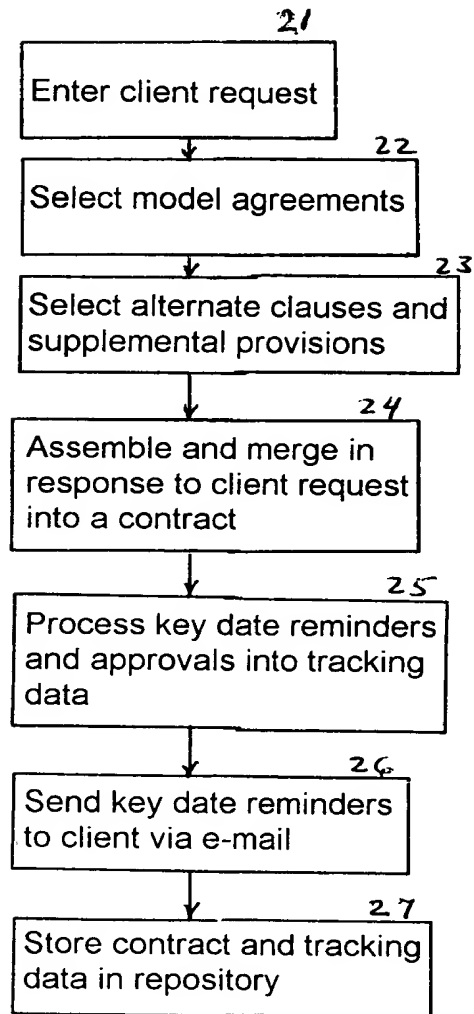 21
Enter client request
22
Select model agreements
23
Select alternate clauses and
supplemental provisions
24
Assemble and merge in
response to client request
into a contract
25
Process key date reminders
and approvals into tracking
data
26
Send key date reminders
to client via e-mail
27
Store contract and tracking
data in repository